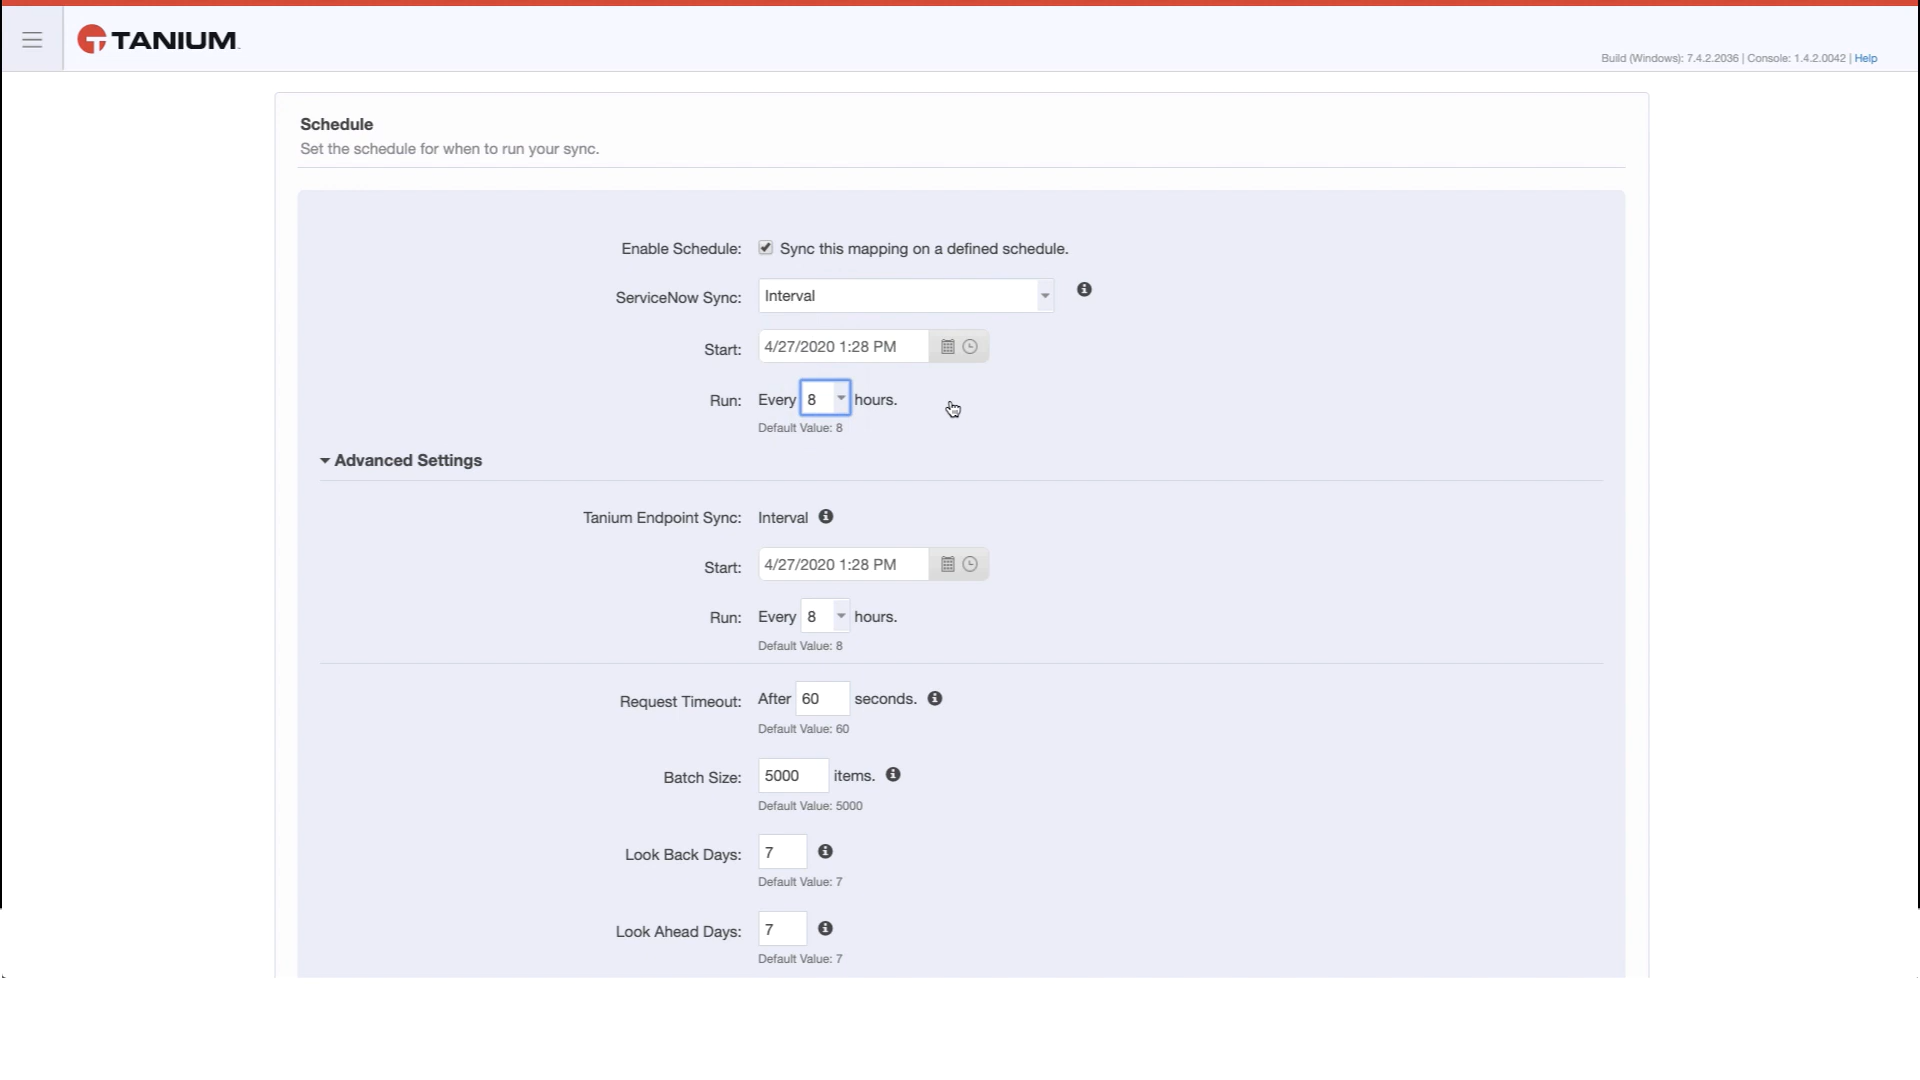 TANIUM
Build (Windows): 7.4.2.2036 | Console: 1.4.2.0042 | Help
Schedule
Set the schedule for when to run your sync.
Enable Schedule: Sync this mapping on a defined schedule.
ServiceNow Sync: Interval
Start: 4/27/2020 1:28 PM
Run: Every 8 hours.
Default Value: 8
Advanced Settings
Tanium Endpoint Sync: Interval
Start: 4/27/2020 1:28 PM
Run: Every 8 hours.
Default Value: 8
Request Timeout: After 60 seconds.
Default Value: 60
Batch Size: 5000 items.
Default Value: 5000
Look Back Days: 7
Default Value: 7
Look Ahead Days: 7
Default Value: 7